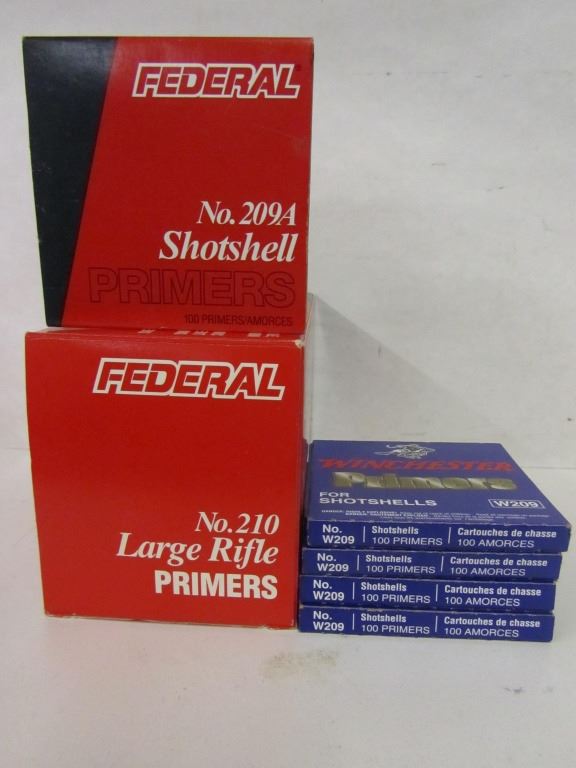 FEDERAL
No. 209A
Shotshell
PRIMERS
100 PRIMERS/AMORCES
FEDERAL
No. 210
Large Rifle
PRIMERS
WINCHESTER
Primers
FOR
SHOTSHELLS
W209
No.
W209
Shotshells
100 PRIMERS
Cartouches de chasse
100 AMORCES
No.
W209
Shotshells
100 PRIMERS
Cartouches de chasse
100 AMORCES
No.
W209
Shotshells
100 PRIMERS
Cartouches de chasse
100 AMORCES
No.
W209
Shotshells
100 PRIMERS
Cartouches de chasse
100 AMORCES